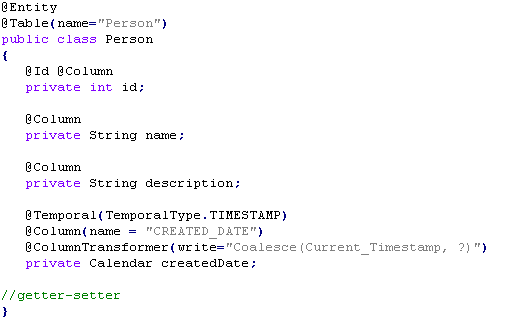 @Entity
@Table(name="Person")
public class Person
{
@Id @Column
private int id;
@Column
private String name;
@Column
private String description;
@Temporal(TemporalType.TIMESTAMP)
@Column(name = "CREATED_DATE")
@ColumnTransformer(write="Coalesce(Current_Timestamp, ?)")
private Calendar createdDate;
//getter-setter
}